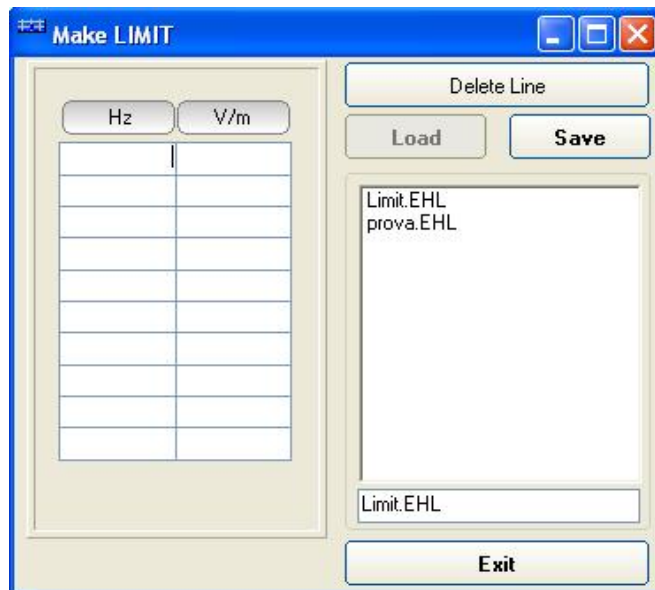 Make LIMIT
Hz V/m
Delete Line
Load Save
Limit.EHL
prova.EHL
Limit.EHL
Exit